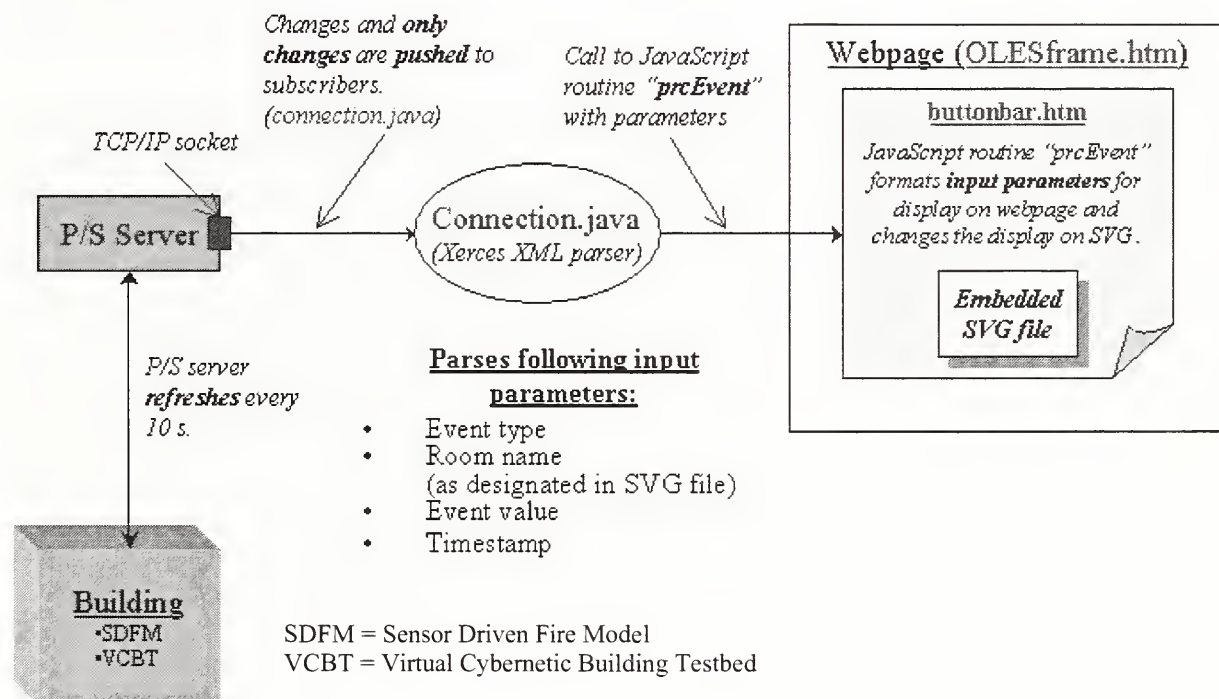 Changes and only
changes are pushed to
subscribers.
(connection.java)
Call to JavaScript
routine "prcEvent"
with parameters
Webpage (OLESframe.htm)
buttonbar.htm
JavaScript routine "prcEvent"
formats input parameters for
display on webpage and
changes the display on SVG.
Embedded
SVG file
TCP/IP socket
P/S Server
Connection.java
(Xerces XML parser)
P/S server
refreshes every
10 s.
Parses following input
parameters:
• Event type
• Room name
(as designated in SVG file)
• Event value
• Timestamp
Building
▪SDFM
▪VCBT
SDFM = Sensor Driven Fire Model
VCBT = Virtual Cybernetic Building Testbed